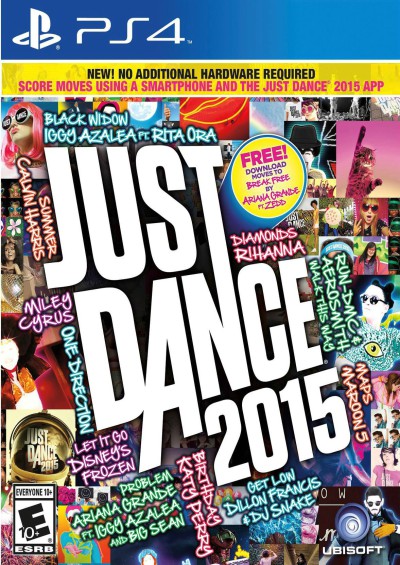 PS4
NEW! NO ADDITIONAL HARDWARE REQUIRED
SCORE MOVES USING A SMARTPHONE AND THE JUST DANCE® 2015 APP
BLACK WIDOW
IGGY AZALEA FT. RITA ORA
FREE!
DOWNLOAD
MOVES TO
BREAK FREE
BY
ARIANA GRANDE
FT. ZEDD
SUMMER
CALVIN HARRIS
JUST
DANCE
2015
DIAMONDS
RIHANNA
MILEY
CYRUS
ONE DIRECTION
RUN-DMC &
AEROSMITH
WALK THIS WAY
MAPS
MAROON 5
JUST
DANCE
2015
LET IT GO
DISNEY'S
FROZEN
PROBLEM
ARIANA GRANDE
FT. IGGY AZALEA
AND BIG SEAN
BIRTHDAY
KATY PERRY
GET LOW
DILLON FRANCIS
& DJ SNAKE
EVERYONE 10+
E
10+
ESRB
UBISOFT